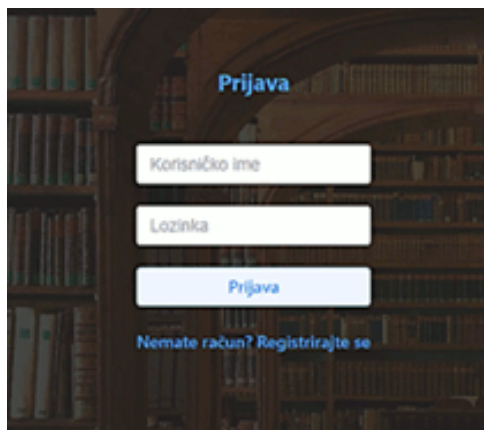 Prijava
Korisničko ime
Lozinka
Prijava
Nemate račun? Registrirajte se